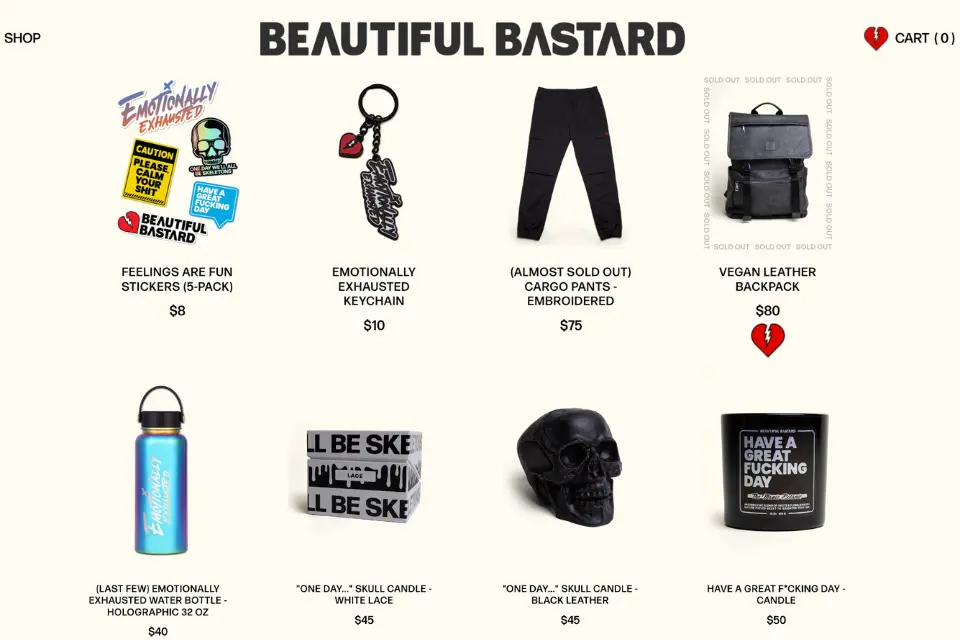 SHOP
BEAUTIFUL BASTARD
CART ( 0 )
EMOTIONALLY
EXHAUSTED
CAUTION
PLEASE
CALM
YOUR
SHIT
ONE DAY WE'LL ALL
BE SKELETONS
HAVE A
GREAT
FUCKING
DAY
BEAUTIFUL
BASTARD
EMOTIONALLY
EXHAUSTED
SOLD OUT SOLD OUT SOLD OUT
SOLD OUT SOLD OUT SOLD OUT SOLD OUT
SOLD OUT SOLD OUT SOLD OUT SOLD OUT
SOLD OUT SOLD OUT SOLD OUT
FEELINGS ARE FUN
STICKERS (5-PACK)
$8
EMOTIONALLY
EXHAUSTED
KEYCHAIN
$10
(ALMOST SOLD OUT)
CARGO PANTS -
EMBROIDERED
$75
VEGAN LEATHER
BACKPACK
$80
EMOTIONALLY
EXHAUSTED
LL BE SKE
LACE
LL BE SKE
BEAUTIFUL BASTARD
HAVE A
GREAT
FUCKING
DAY
(LAST FEW) EMOTIONALLY
EXHAUSTED WATER BOTTLE -
HOLOGRAPHIC 32 OZ
$40
"ONE DAY..." SKULL CANDLE -
WHITE LACE
$45
"ONE DAY..." SKULL CANDLE -
BLACK LEATHER
$45
HAVE A GREAT F*CKING DAY -
CANDLE
$50